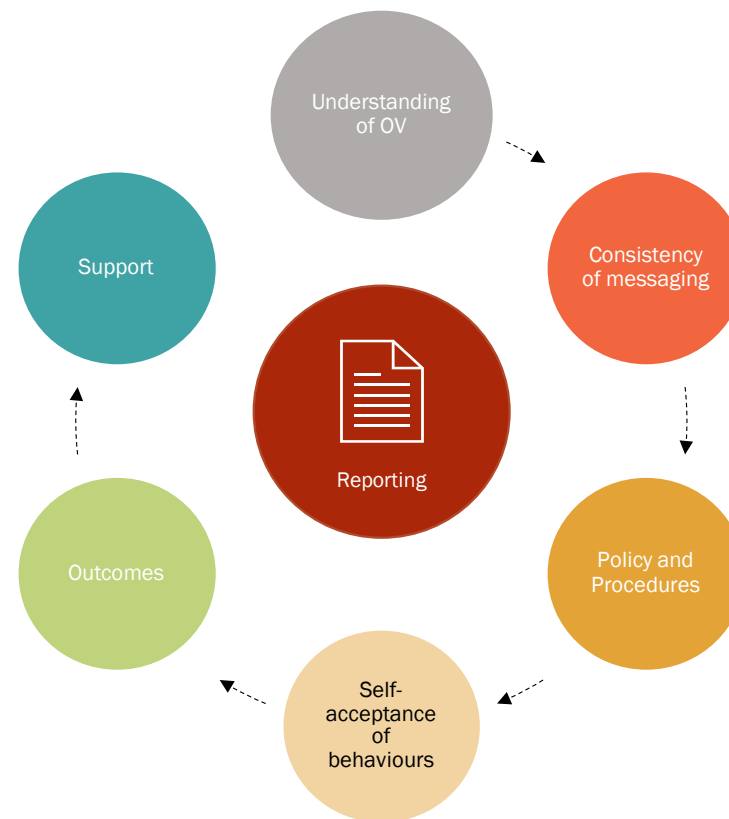 Understanding
of OV
Consistency
of messaging
Policy and
Procedures
Self-
acceptance
of
behaviours
Outcomes
Support
Reporting